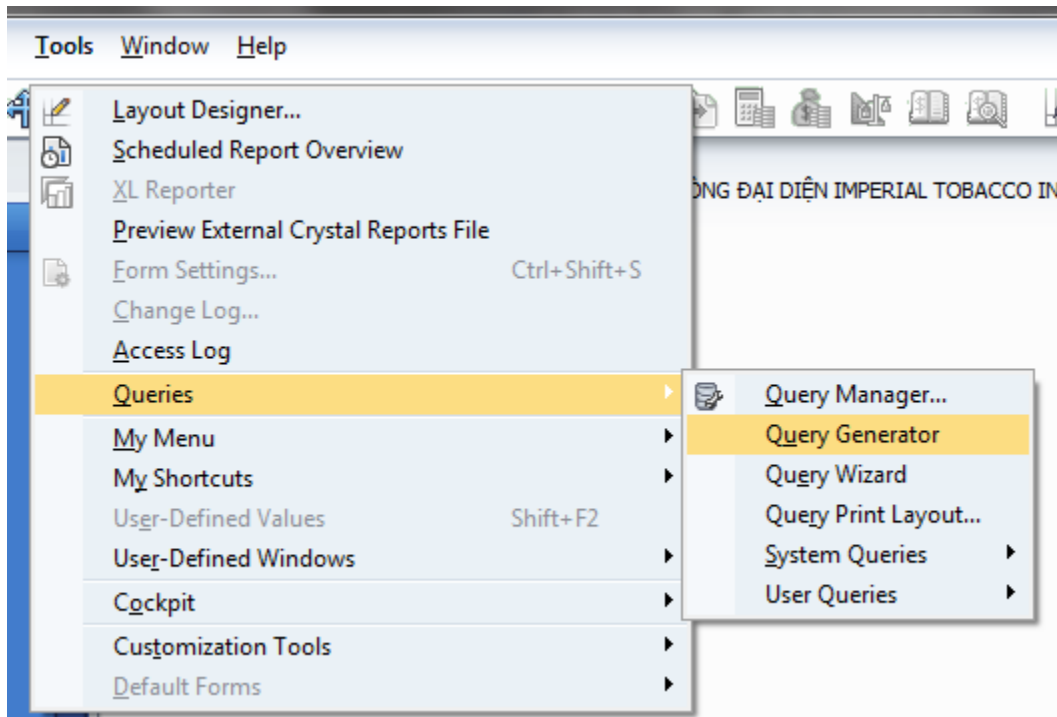 Tools Window Help
Layout Designer...
Scheduled Report Overview
XL Reporter
ÒNG ĐẠI DIỆN IMPERIAL TOBACCO IN
Preview External Crystal Reports File
Form Settings... Ctrl+Shift+S
Change Log...
Access Log
Queries
My Menu
My Shortcuts
User-Defined Values Shift+F2
User-Defined Windows
Cockpit
Customization Tools
Default Forms
Query Manager...
Query Generator
Query Wizard
Query Print Layout...
System Queries
User Queries